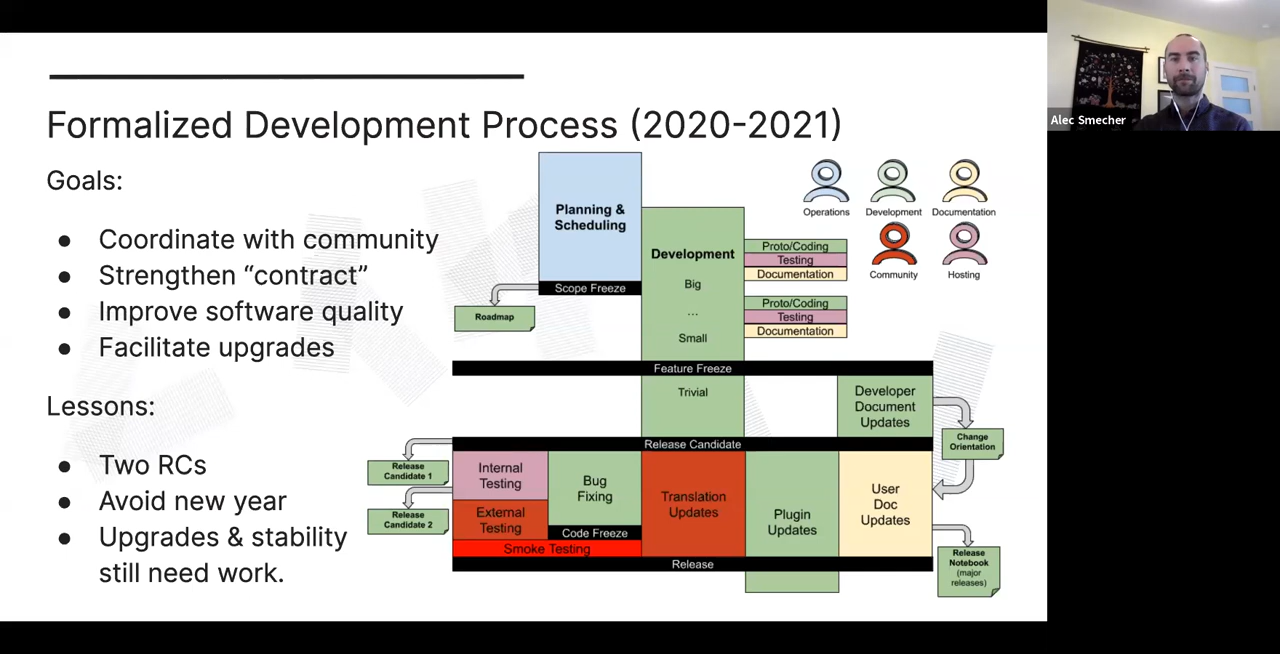 Formalized Development Process (2020-2021)
Goals:
● Coordinate with community
● Strengthen “contract”
● Improve software quality
● Facilitate upgrades
Lessons:
● Two RCs
● Avoid new year
● Upgrades & stability
still need work.
Planning &
Scheduling
Scope Freeze
Roadmap
Development
Big
...
Small
Proto/Coding
Testing
Documentation
Proto/Coding
Testing
Documentation
Operations
Development
Documentation
Community
Hosting
Feature Freeze
Trivial
Developer
Document
Updates
Change
Orientation
Release Candidate
Release
Candidate 1
Release
Candidate 2
Internal
Testing
External
Testing
Bug
Fixing
Code Freeze
Smoke Testing
Translation
Updates
Plugin
Updates
User
Doc
Updates
Release
Release
Notebook
(major
releases)
Alec Smecher